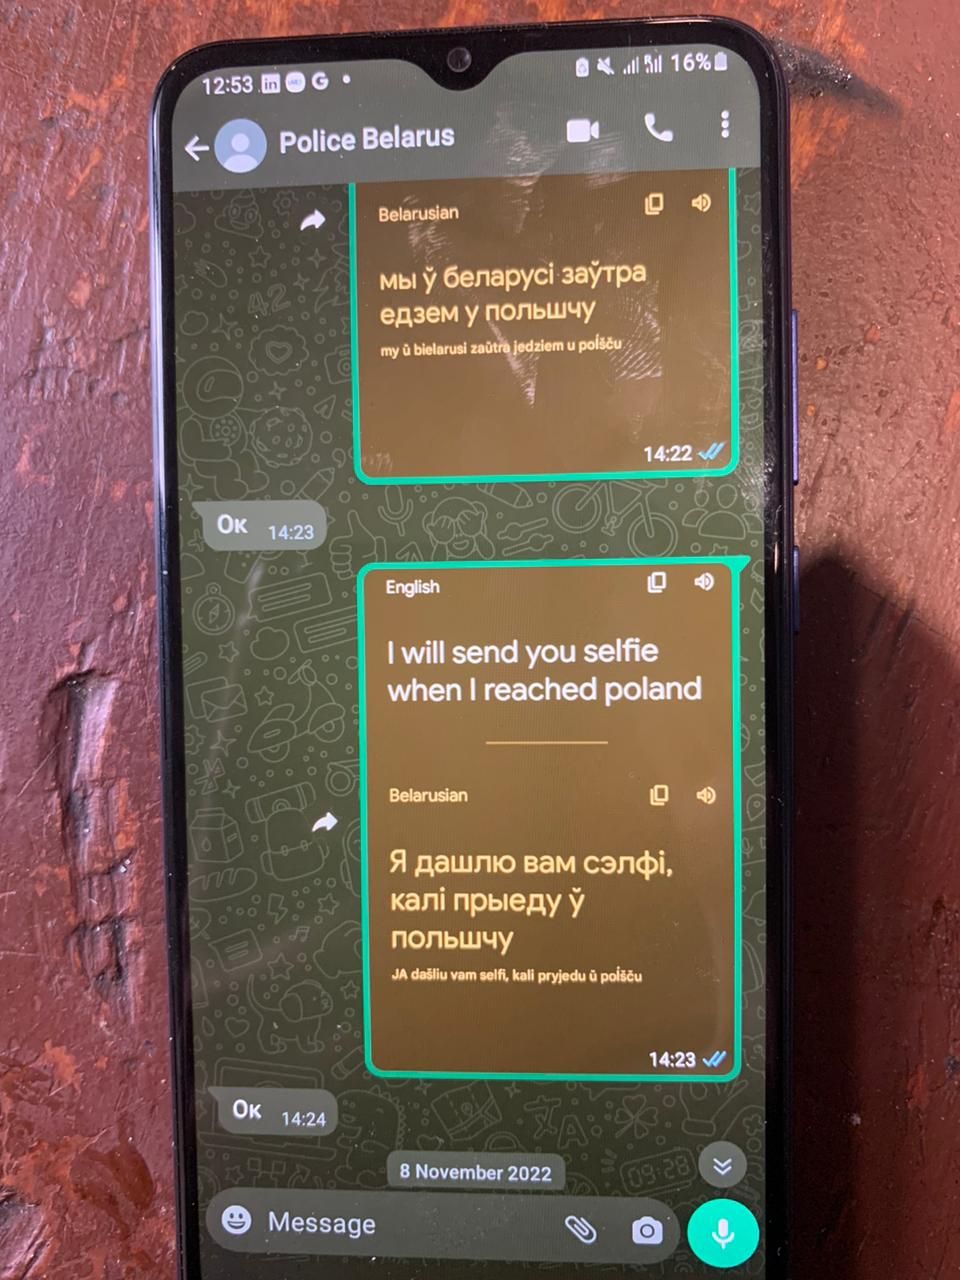 12:53
16%
Police Belarus
Belarusian
мы ў беларусі заўтра
едзем у польшчу
my ŭ bielarusi zaŭtra jedziem u poĺšču
14:22
Ок 14:23
English
I will send you selfie
when I reached poland
Belarusian
Я дашлю вам сэлфі,
калі прыеду ў
польшчу
JA dašliu vam selfi, kali pryjedu ŭ poĺšču
14:23
Ок 14:24
8 November 2022
Message